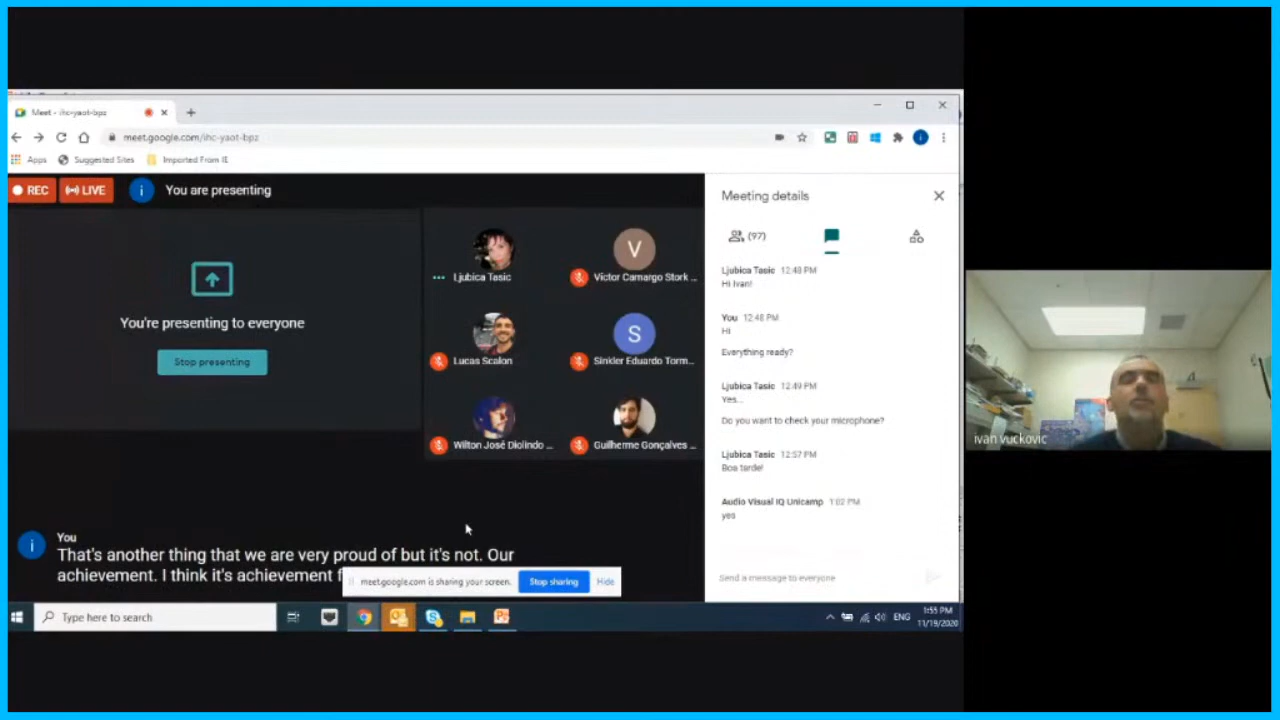 Meet - ihc-yaot-bpz
meet.google.com/ihc-yaot-bpz
Apps
Suggested Sites
Imported From IE
REC
LIVE
i
You are presenting
You're presenting to everyone
Stop presenting
Ljubica Tasic
V
Víctor Camargo Stork ...
Lucas Scalon
S
Sinkler Eduardo Torm...
Wilton José Diolindo ...
Guilherme Gonçalves ...
Meeting details
(97)
Ljubica Tasic 12:48 PM
Hi Ivan!
You 12:48 PM
Hi
Everything ready?
Ljubica Tasic 12:49 PM
Yes...
Do you want to check your microphone?
Ljubica Tasic 12:57 PM
Boa tarde!
Audio Visual IQ Unicamp 1:02 PM
yes
Send a message to everyone
i
You
That's another thing that we are very proud of but it's not. Our
achievement. I think it's achievement f
meet.google.com is sharing your screen.
Stop sharing
Hide
Type here to search
ENG
1:55 PM
11/19/2020
ivan vuckovic